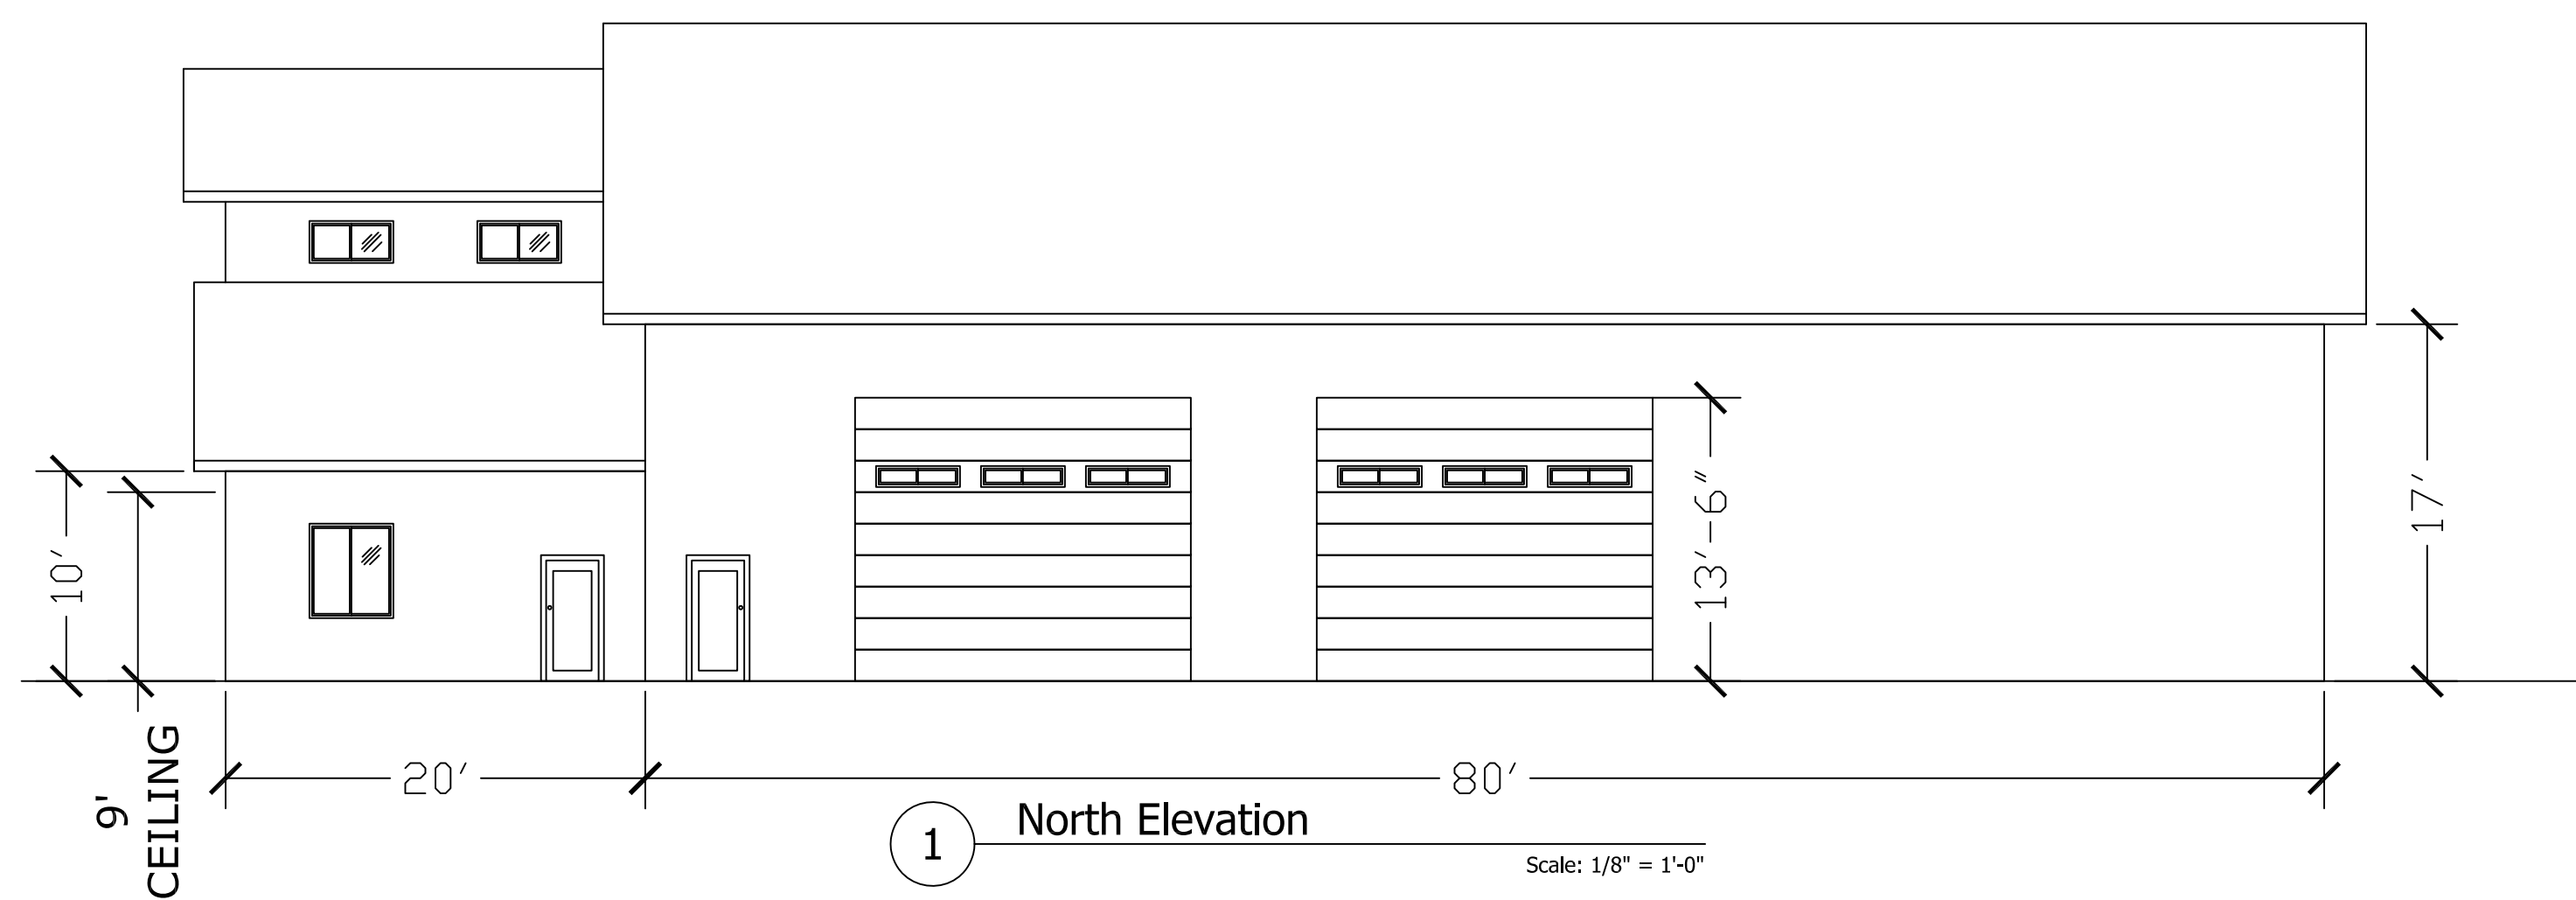 10'
9'
CEILING
20'
80'
13'-6"
17'
1
North Elevation
Scale: 1/8" = 1'-0"